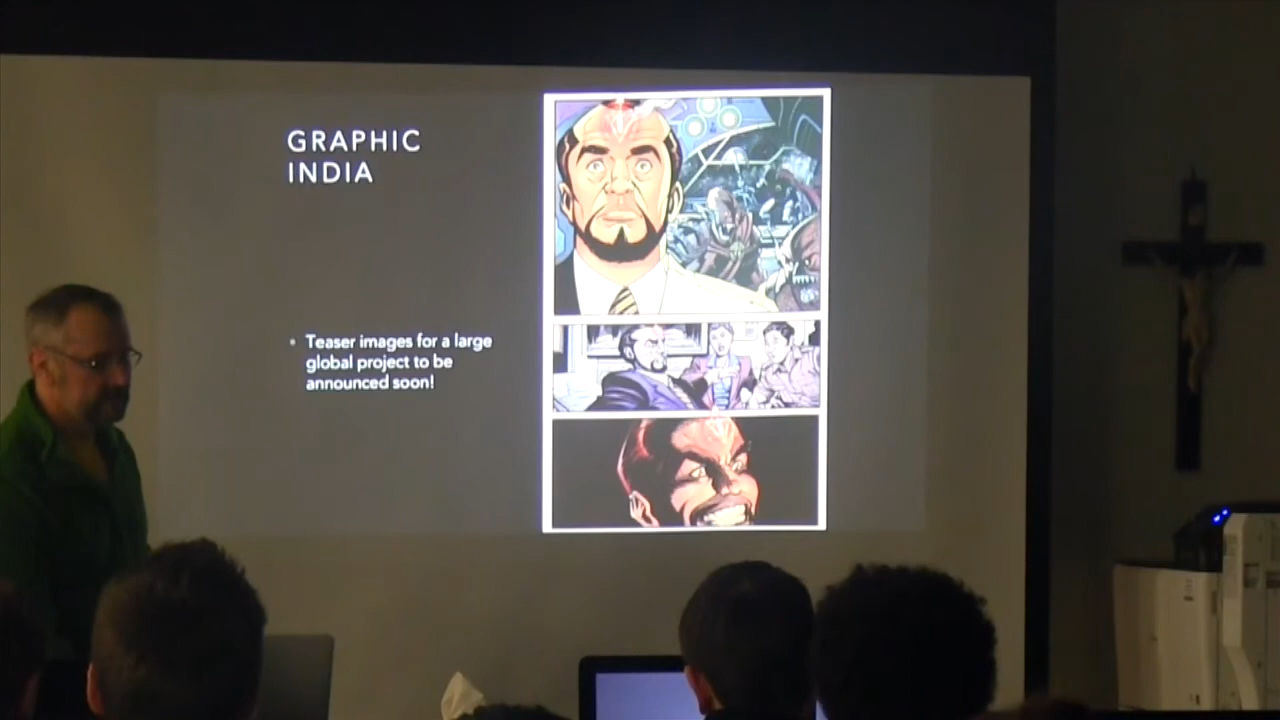 GRAPHIC
INDIA
• Teaser images for a large
global project to be
announced soon!